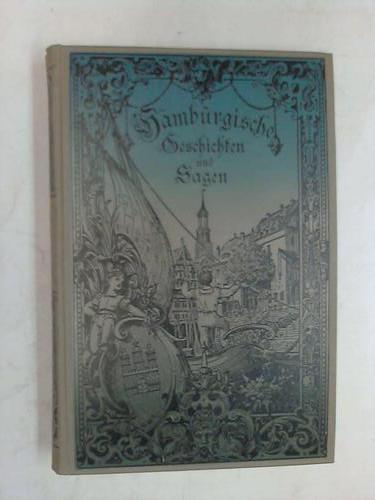 Hamburgische
Geschichten
und
Sagen